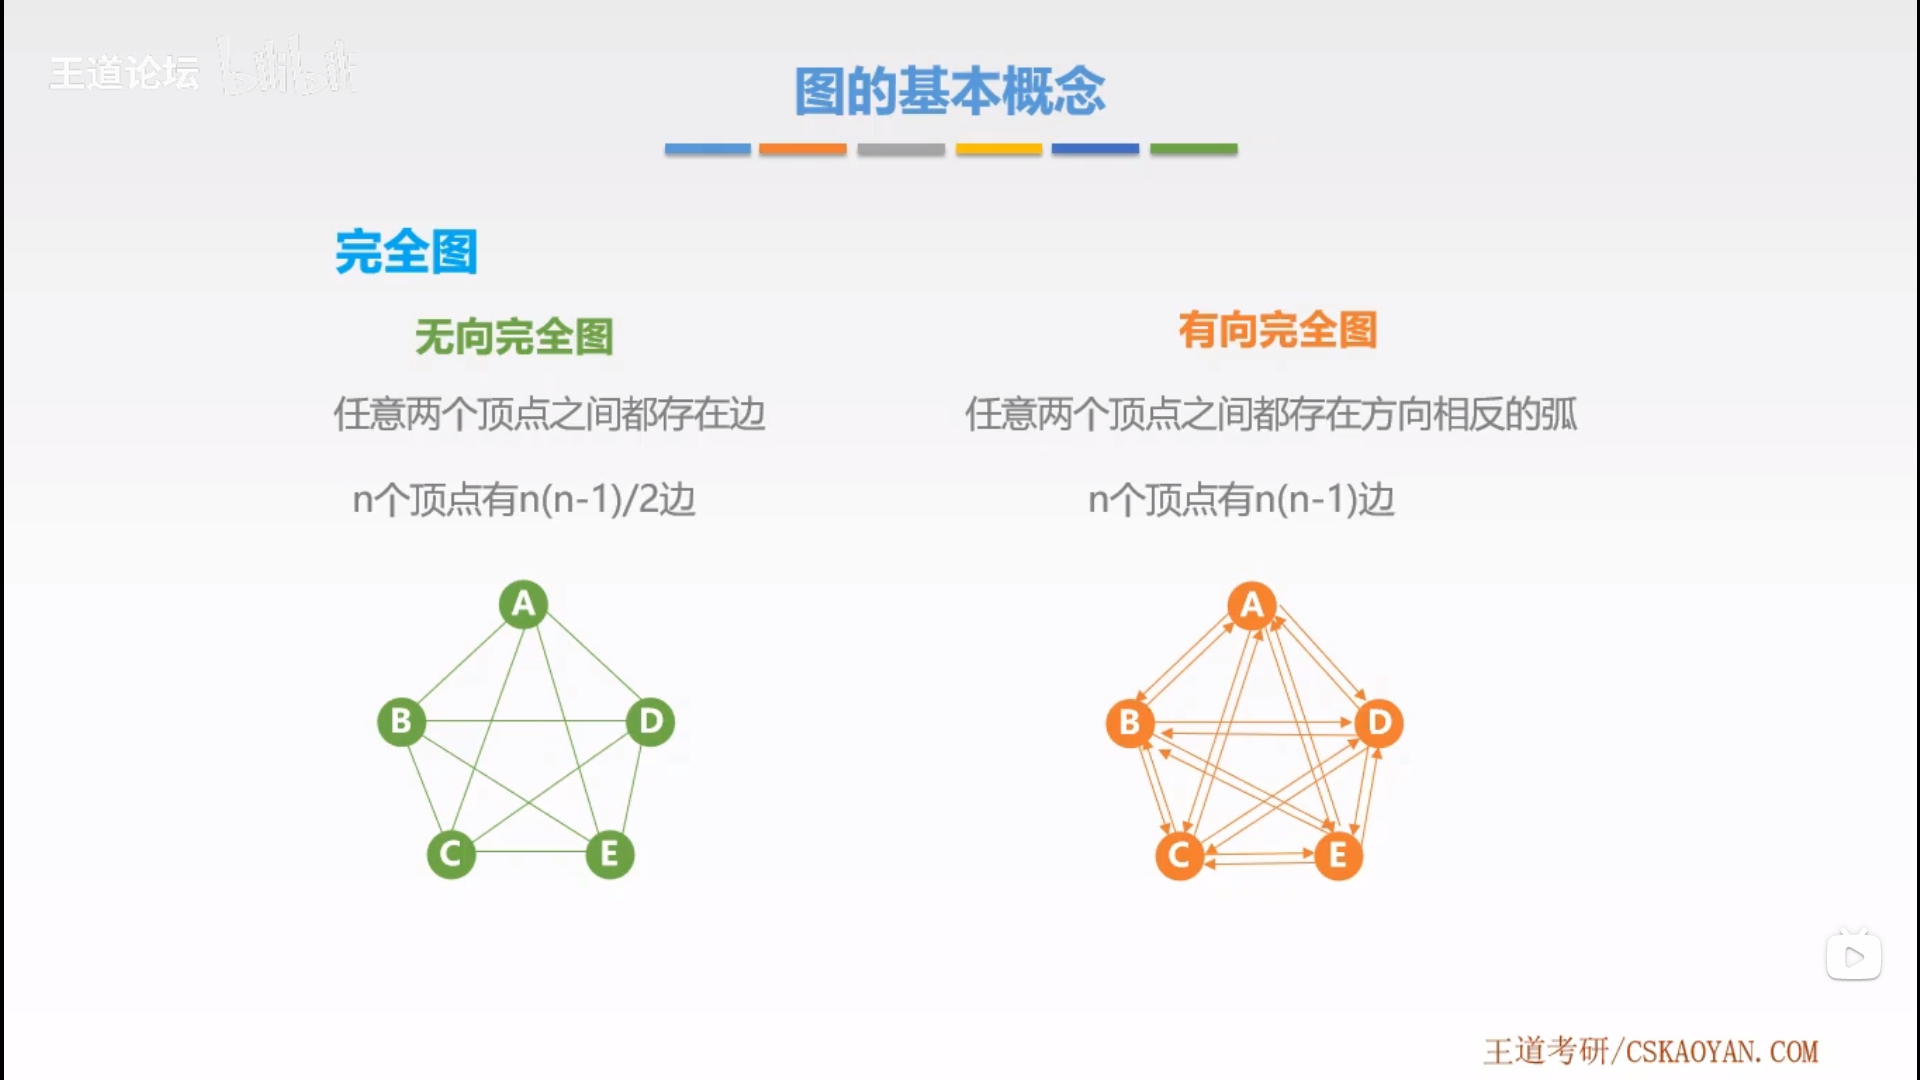 王道论坛 bilibili
图的基本概念
完全图
无向完全图
任意两个顶点之间都存在边
n个顶点有n(n-1)/2边
A
B
D
C
E
有向完全图
任意两个顶点之间都存在方向相反的弧
n个顶点有n(n-1)边
A
B
D
C
E
王道考研/CSKAOYAN.COM